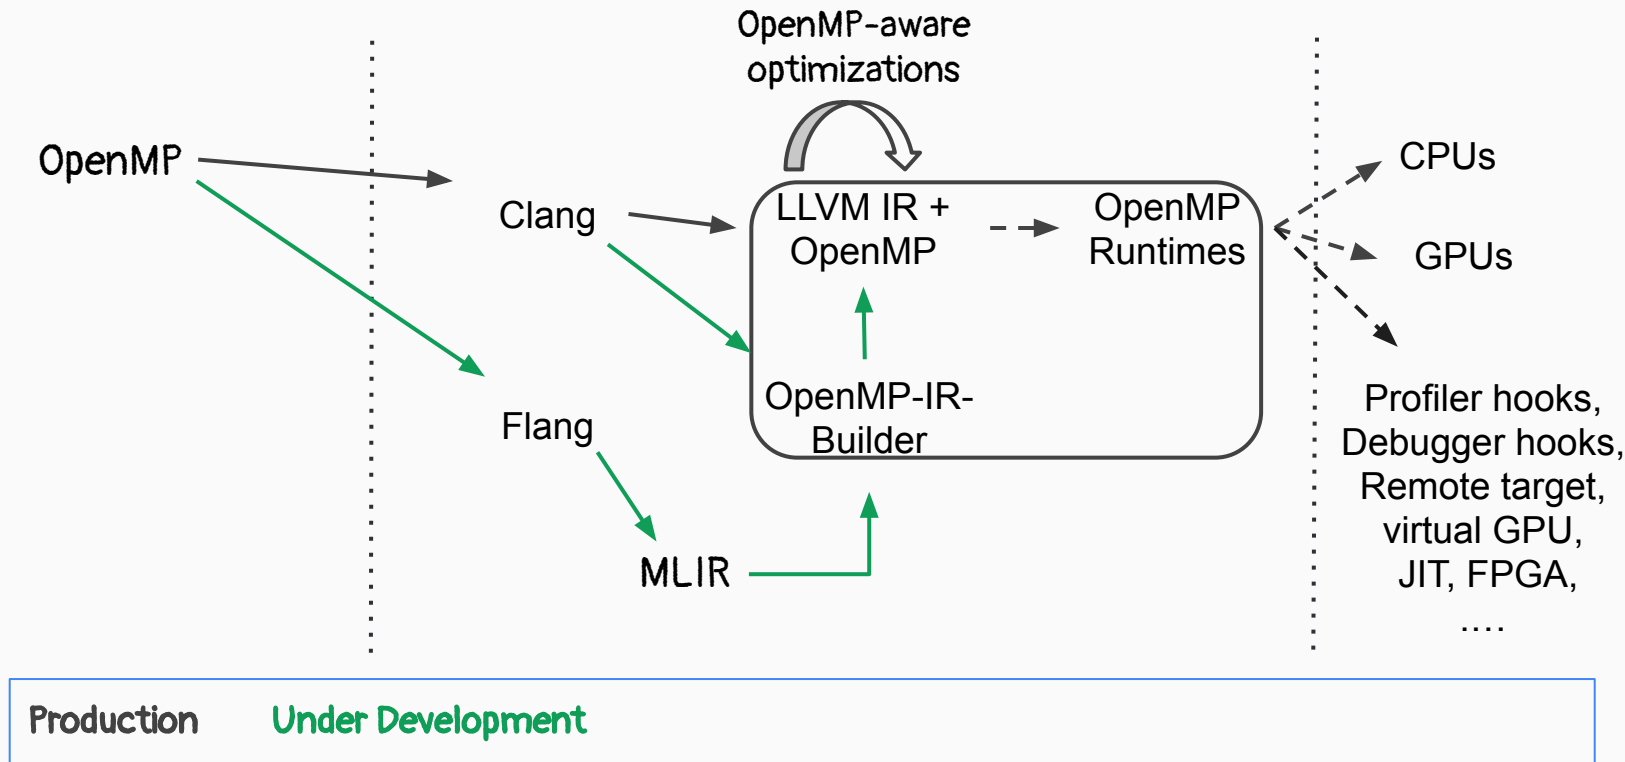 OpenMP-aware
optimizations
OpenMP
Clang
LLVM IR +
OpenMP
OpenMP
Runtimes
CPUs
GPUs
Flang
OpenMP-IR-
Builder
MLIR
Profiler hooks,
Debugger hooks,
Remote target,
virtual GPU,
JIT, FPGA,
....
Production
Under Development